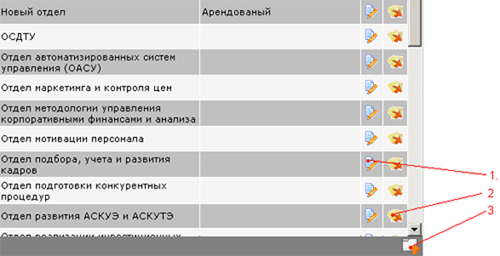 Новый отдел Арендованый
ОСДТУ
Отдел автоматизированных систем
управления (ОАСУ)
Отдел маркетинга и контроля цен
Отдел методологии управления
корпоративными финансами и анализа
Отдел мотивации персонала
Отдел подбора, учета и развития
кадров
1.
Отдел подготовки конкурентных
процедур
2
Отдел развития АСКУЭ и АСКУТЭ
3
Отдел реализации инвестиционных